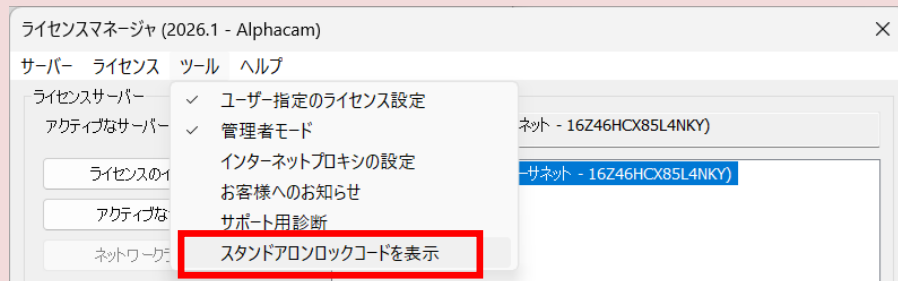 ライセンスマネージャ (2026.1 - Alphacam)
サーバー ライセンス ツール ヘルプ
ライセンスサーバー
アクティブなサーバー
ネット - 16Z46HCX85L4NKY)
ライセンスのイ
ーサネット - 16Z46HCX85L4NKY)
アクティブな
ネットワーク
ユーザー指定のライセンス設定
管理者モード
インターネットプロキシの設定
お客様へのお知らせ
サポート用診断
スタンドアロンロックコードを表示